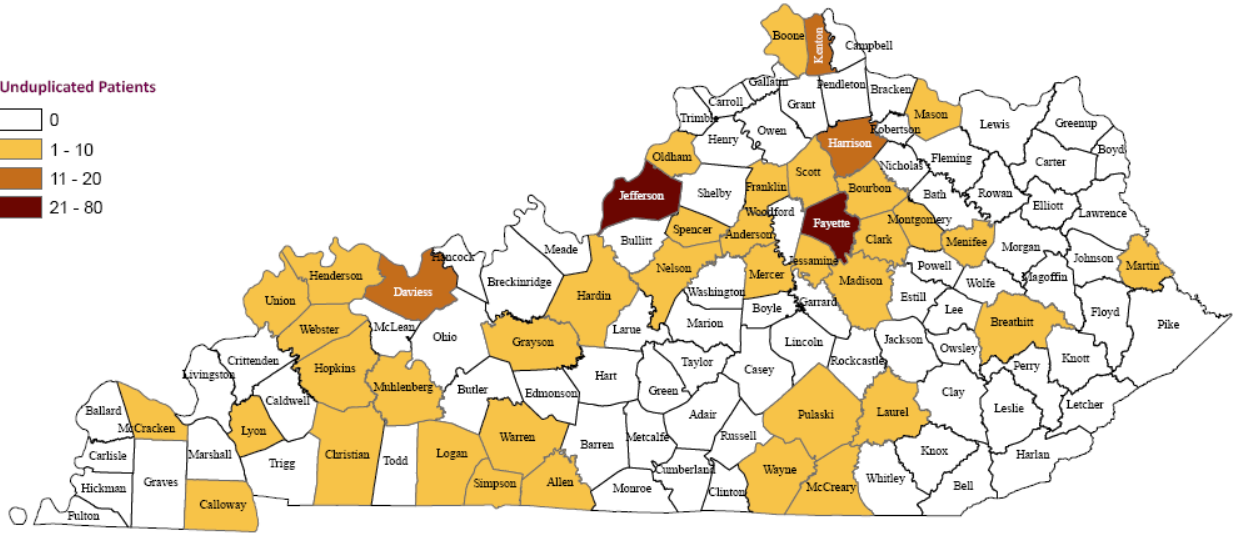 Unduplicated Patients
0
1 - 10
11 - 20
21 - 80
Boone
Kenton
Campbell
Gallatin
Pendleton
Bracken
Carroll
Grant
Trimble
Mason
Owen
Robertson
Lewis
Greenup
Henry
Harrison
Boyd
Oldham
Nicholas
Fleming
Carter
Scott
Franklin
Bourbon
Jefferson
Shelby
Bath
Rowan
Elliott
Woodford
Fayette
Montgomery
Lawrence
Spencer
Anderson
Clark
Menifee
Bullitt
Morgan
Meade
Hancock
Jessamine
Johnson
Martin
Powell
Nelson
Mercer
Madison
Magoffin
Henderson
Breckinridge
Wolfe
Daviess
Washington
Hardin
Union
Garrard
Estill
Boyle
Lee
Floyd
Webster
McLean
Larue
Marion
Breathitt
Pike
Ohio
Grayson
Lincoln
Jackson
Owsley
Crittenden
Rockcastle
Knott
Taylor
Perry
Hopkins
Casey
Livingston
Hart
Muhlenberg
Butler
Edmonson
Green
Clay
Caldwell
Letcher
Ballard
Leslie
Adair
Pulaski
Laurel
McCracken
Lyon
Warren
Metcalfe
Russell
Barren
Carlisle
Marshall
Christian
Todd
Logan
Knox
Harlan
Trigg
Cumberland
Wayne
Graves
Simpson
Allen
Whitley
Hickman
Monroe
Clinton
McCreary
Bell
Calloway
Fulton